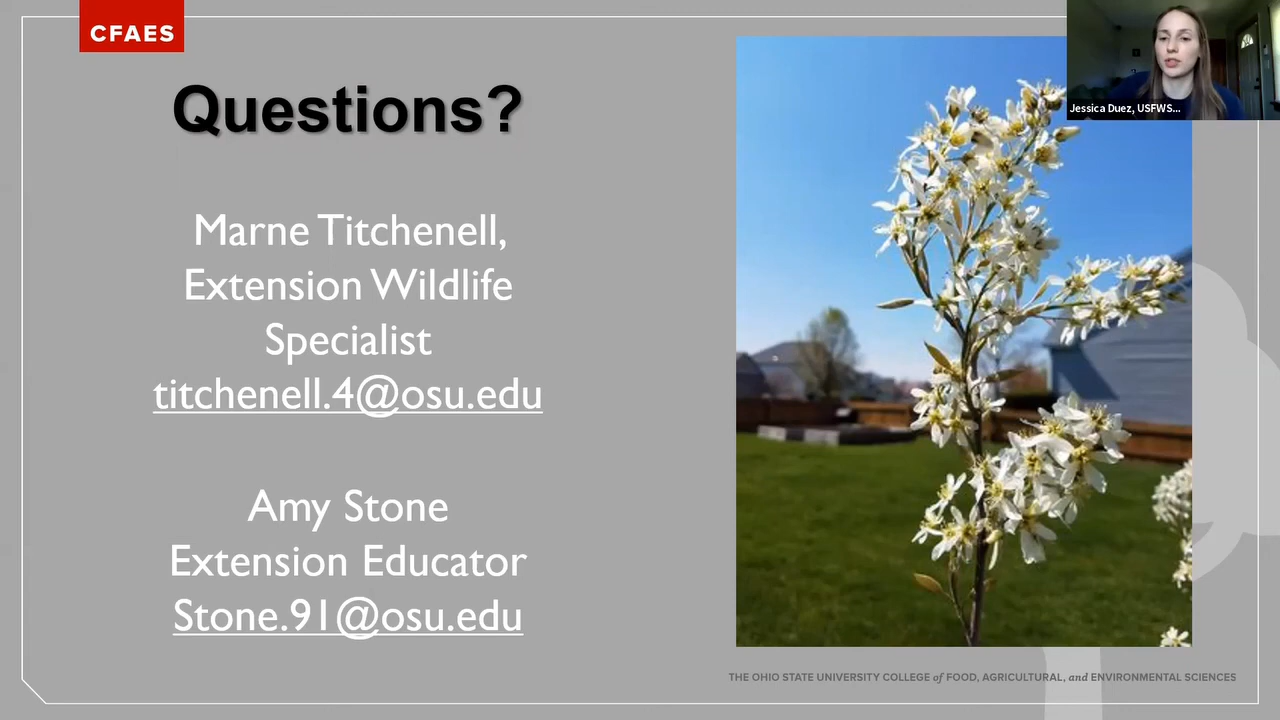 CFAES
Questions?
Marne Titchenell,
Extension Wildlife
Specialist
titchenell.4@osu.edu
Amy Stone
Extension Educator
Stone.91@osu.edu
Jessica Duez, USFWS...
THE OHIO STATE UNIVERSITY COLLEGE of FOOD, AGRICULTURAL, and ENVIRONMENTAL SCIENCES